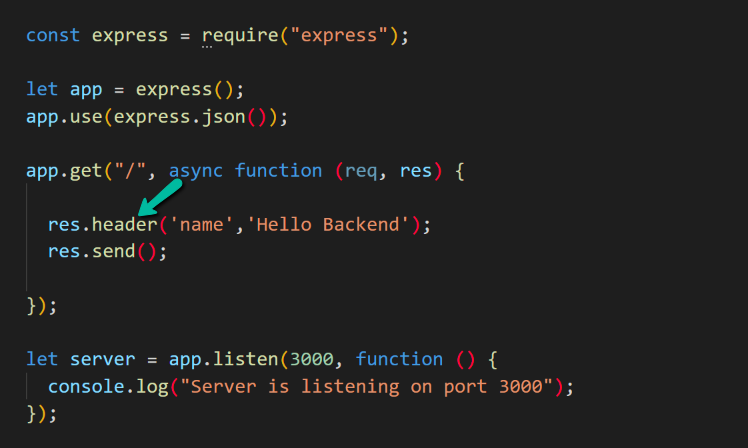 const express = require("express");
let app = express();
app.use(express.json());
app.get("/", async function (req, res) {
res.header('name','Hello Backend');
res.send();
});
let server = app.listen(3000, function () {
console.log("Server is listening on port 3000");
});